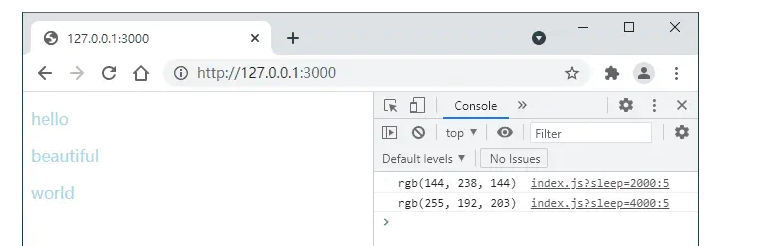 127.0.0.1:3000
http://127.0.0.1:3000
hello
beautiful
world
Console
top
Filter
Default levels
No Issues
rgb(144, 238, 144) index.js?sleep=2000:5
rgb(255, 192, 203) index.js?sleep=4000:5